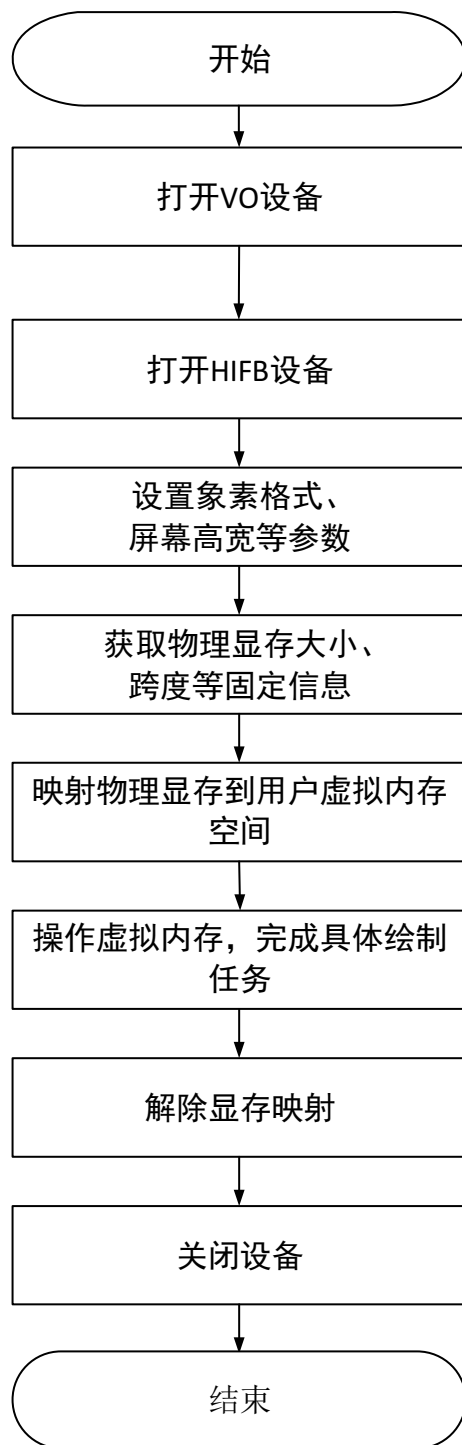 开始
打开VO设备
打开HIFB设备
设置象素格式、
屏幕高宽等参数
获取物理显存大小、
跨度等固定信息
映射物理显存到用户虚拟内存
空间
操作虚拟内存，完成具体绘制
任务
解除显存映射
关闭设备
结束